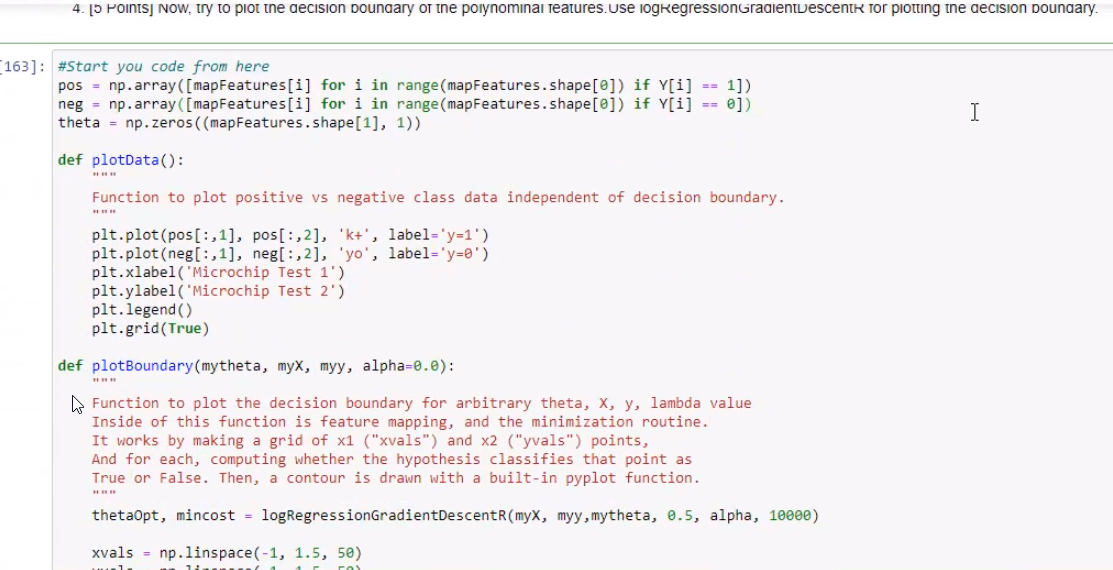 4. [5 Points] Now, try to plot the decision boundary of the polynominal features.Use logRegressionGradientDescentR for plotting the decision boundary.
[163]: #Start you code from here
pos = np.array([mapFeatures[i] for i in range(mapFeatures.shape[0]) if Y[i] == 1])
neg = np.array([mapFeatures[i] for i in range(mapFeatures.shape[0]) if Y[i] == 0])
theta = np.zeros((mapFeatures.shape[1], 1))
def plotData():
"""
Function to plot positive vs negative class data independent of decision boundary.
"""
plt.plot(pos[:,1], pos[:,2], 'k+', label='y=1')
plt.plot(neg[:,1], neg[:,2], 'yo', label='y=0')
plt.xlabel('Microchip Test 1')
plt.ylabel('Microchip Test 2')
plt.legend()
plt.grid(True)
def plotBoundary(mytheta, myX, myy, alpha=0.0):
"""
Function to plot the decision boundary for arbitrary theta, X, y, lambda value
Inside of this function is feature mapping, and the minimization routine.
It works by making a grid of x1 ("xvals") and x2 ("yvals") points,
And for each, computing whether the hypothesis classifies that point as
True or False. Then, a contour is drawn with a built-in pyplot function.
"""
thetaOpt, mincost = logRegressionGradientDescentR(myX, myy,mytheta, 0.5, alpha, 10000)
xvals = np.linspace(-1, 1.5, 50)